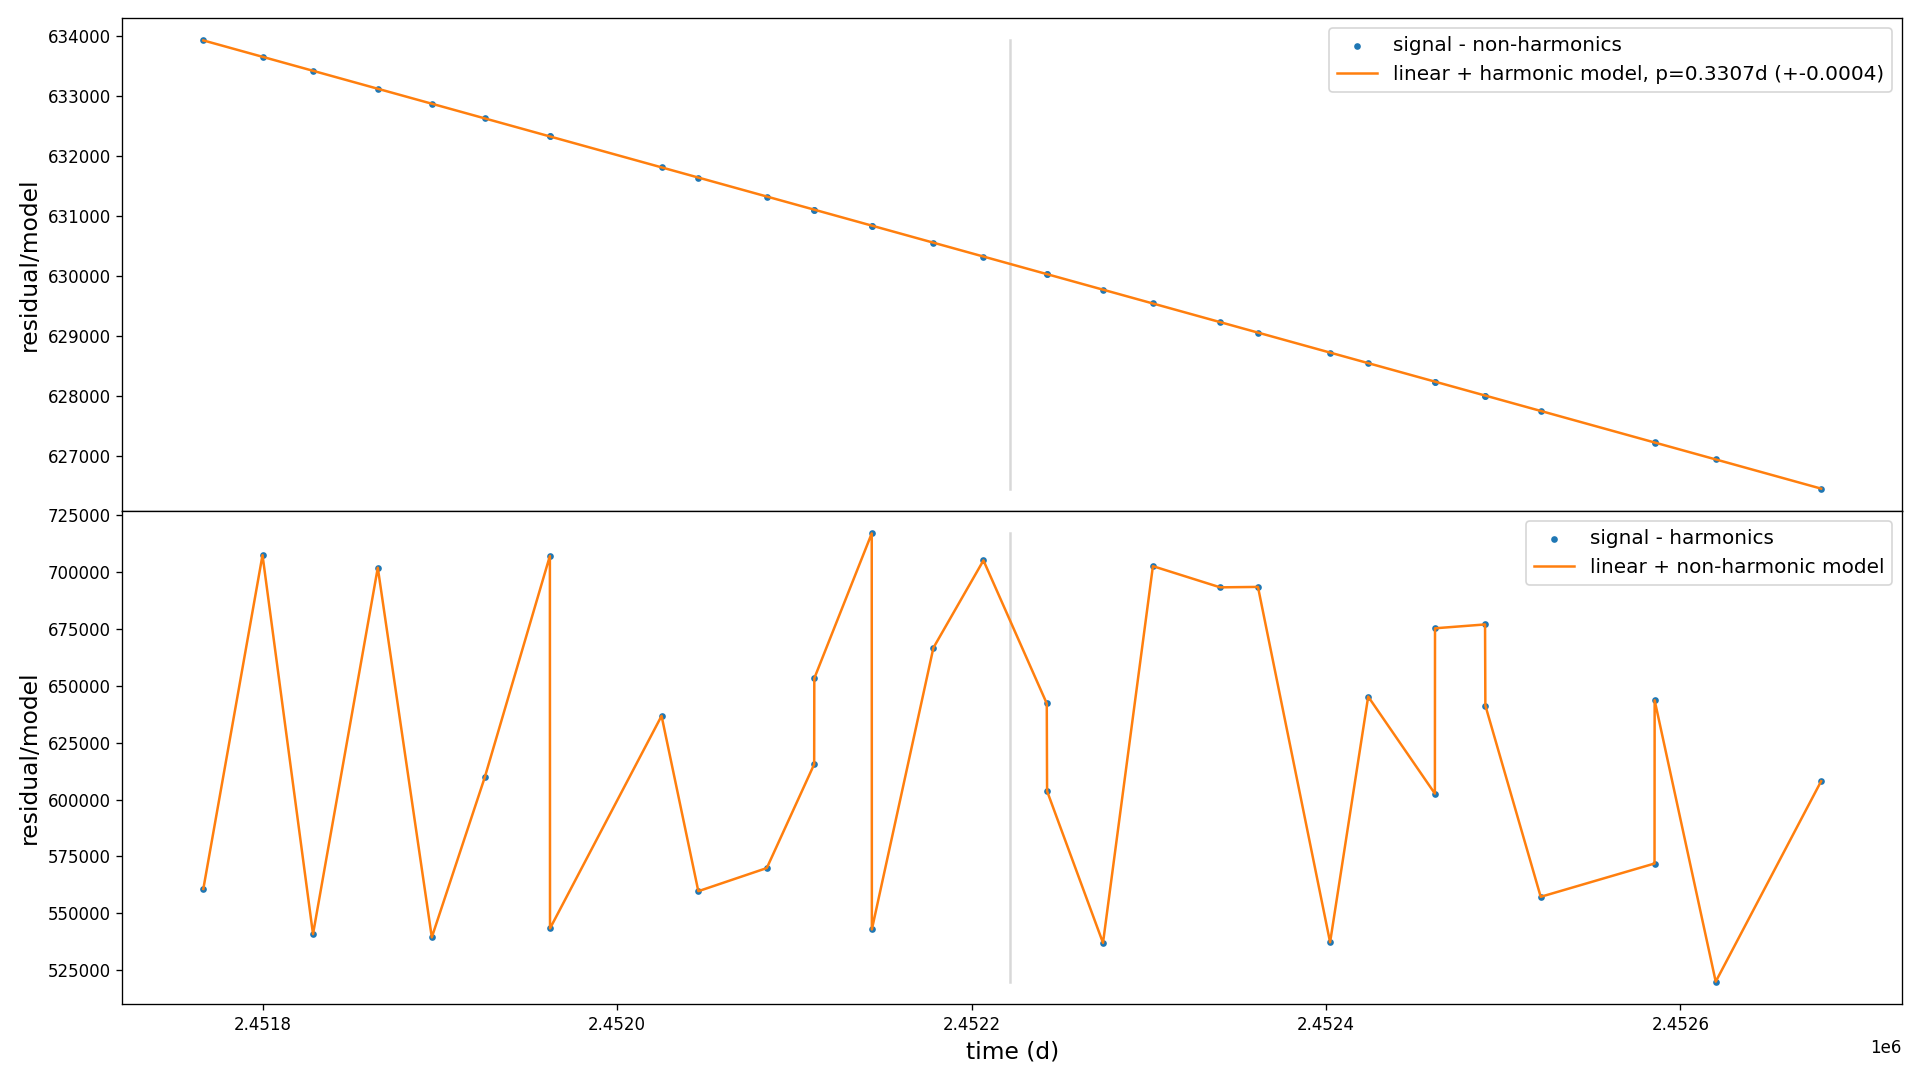 634000
633000
632000
631000
630000
629000
628000
627000
residual/model
signal - non-harmonics
linear + harmonic model, p=0.3307d (+-0.0004)
725000
700000
675000
650000
625000
600000
575000
550000
525000
residual/model
signal - harmonics
linear + non-harmonic model
2.4518 2.4520 2.4522 2.4524 2.4526
time (d)
1e6